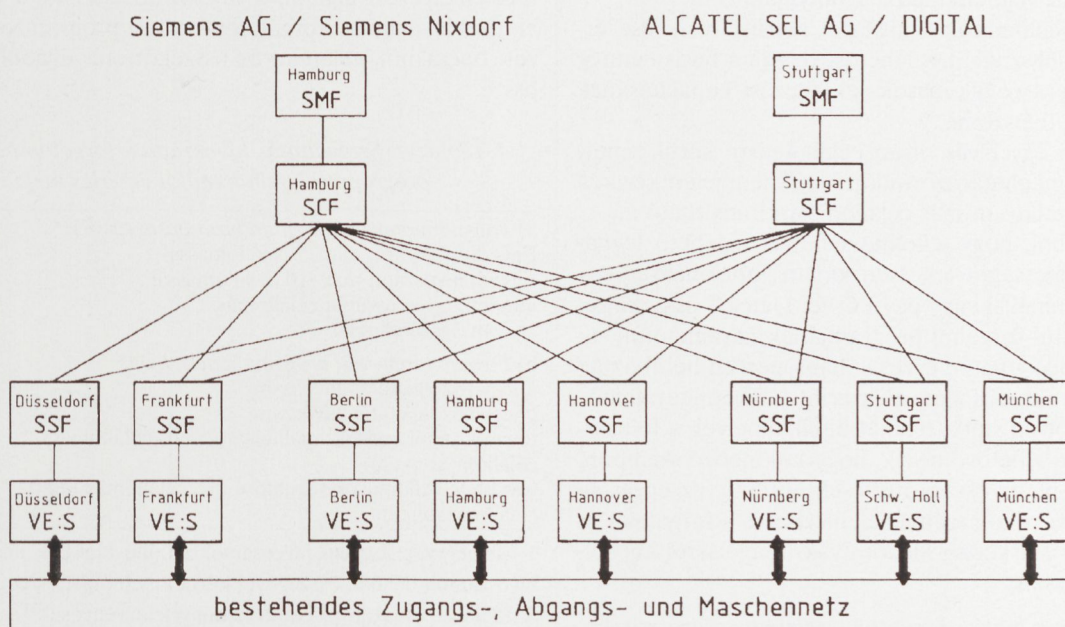 Siemens AG / Siemens Nixdorf ALCATEL SEL AG / DIGITAL
Hamburg Stuttgart
SMF SMF
Hamburg Stuttgart
SCF SCF
Düsseldorf Frankfurt Berlin Hamburg Hannover Nürnberg Stuttgart München
SSF SSF SSF SSF SSF SSF SSF SSF
Düsseldorf Frankfurt Berlin Hamburg Hannover Nürnberg Schw. Holl München
VE:S VE:S VE:S VE:S VE:S VE:S VE:S VE:S
bestehendes Zugangs-, Abgangs- und Maschennetz